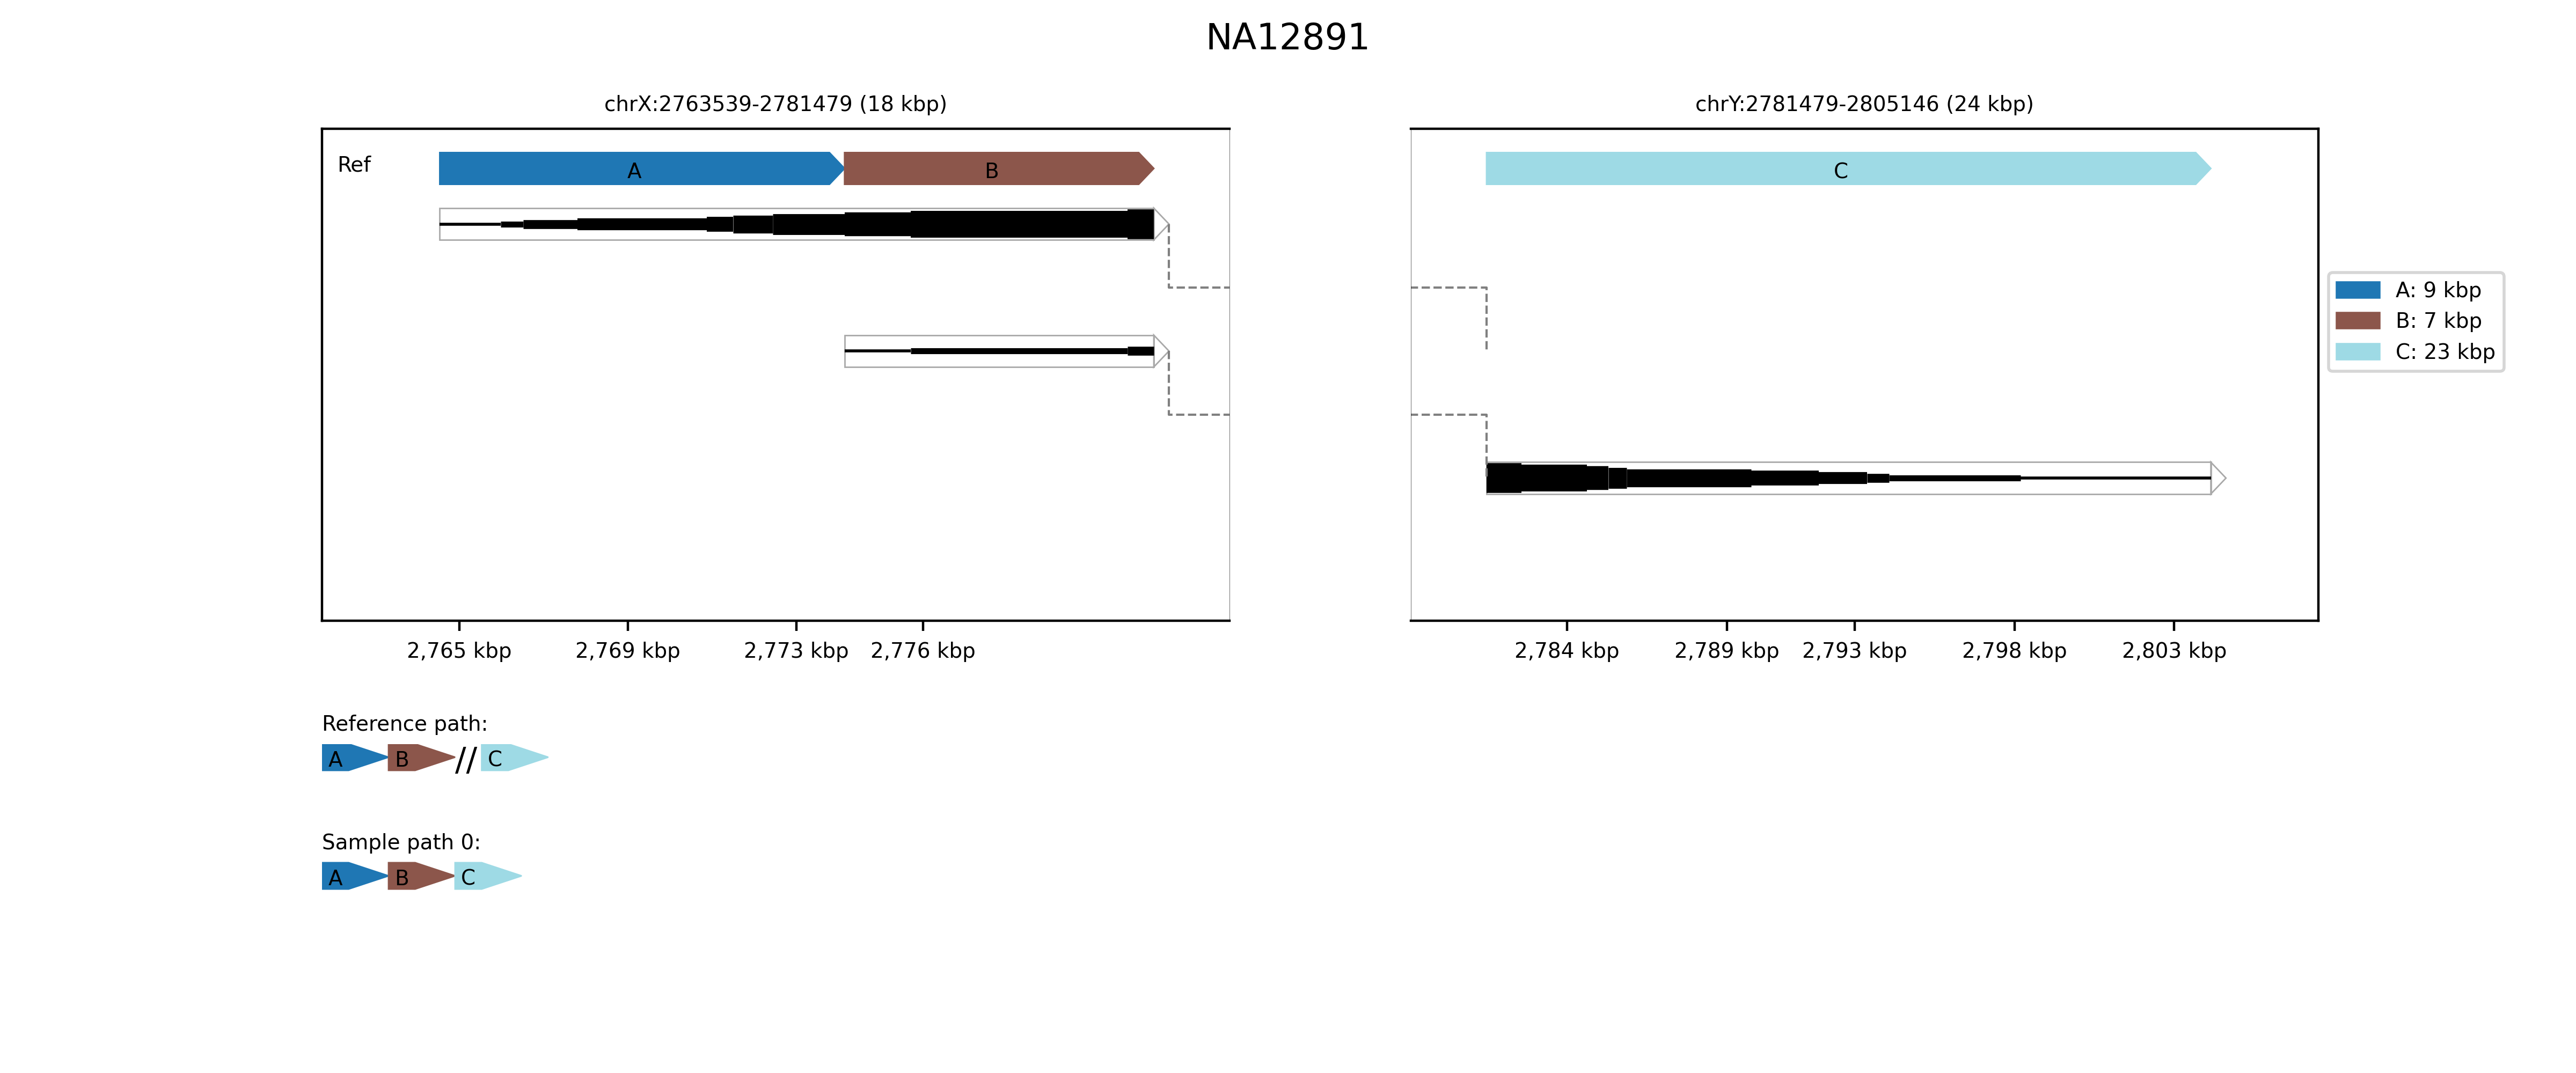 NA12891
chrX:2763539-2781479 (18 kbp)
chrY:2781479-2805146 (24 kbp)
Ref
A
B
C
A: 9 kbp
B: 7 kbp
C: 23 kbp
2,765 kbp
2,769 kbp
2,773 kbp
2,776 kbp
2,784 kbp
2,789 kbp
2,793 kbp
2,798 kbp
2,803 kbp
Reference path:
A B // C
Sample path 0:
A B C